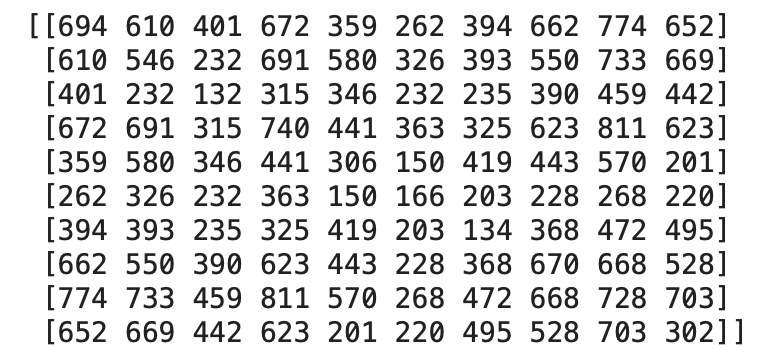 [[694 610 401 672 359 262 394 662 774 652]
[610 546 232 691 580 326 393 550 733 669]
[401 232 132 315 346 232 235 390 459 442]
[672 691 315 740 441 363 325 623 811 623]
[359 580 346 441 306 150 419 443 570 201]
[262 326 232 363 150 166 203 228 268 220]
[394 393 235 325 419 203 134 368 472 495]
[662 550 390 623 443 228 368 670 668 528]
[774 733 459 811 570 268 472 668 728 703]
[652 669 442 623 201 220 495 528 703 302]]